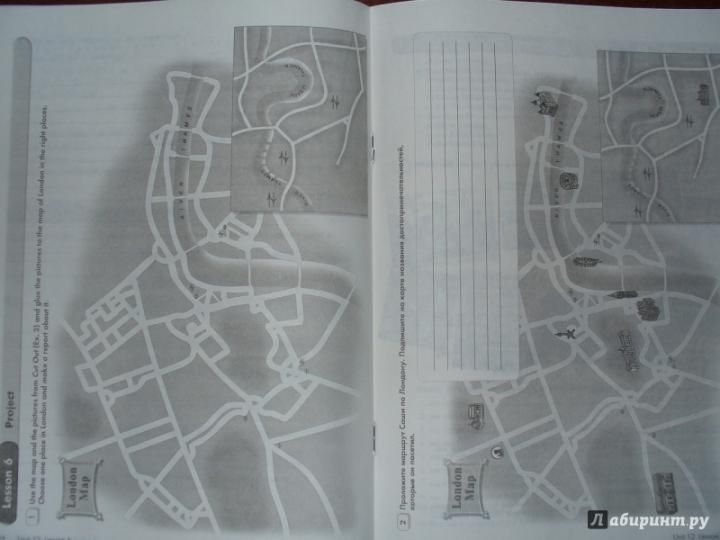 Lesson 6
Project
1 Use the map and the pictures from Cut Out (Ex. 2) and glue the pictures to the map of London in the right places.
Choose one place in London and make a report about it.
London
Map
RIVER THAMES
2 Проложите маршрут Саши по Лондону. Подпишите на карте названия достопримечательностей,
которые он посетил.
London
Map
RIVER THAMES
Лабиринт.ру